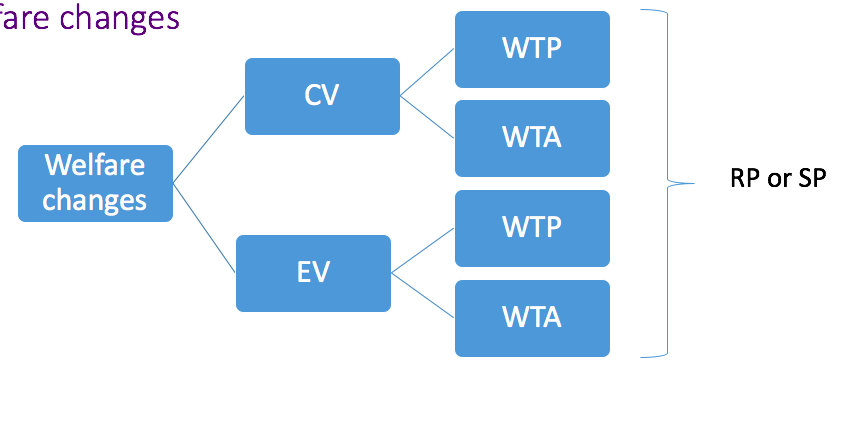 fare changes
WTP
CV
WTA
Welfare
changes
RP or SP
WTP
EV
WTA